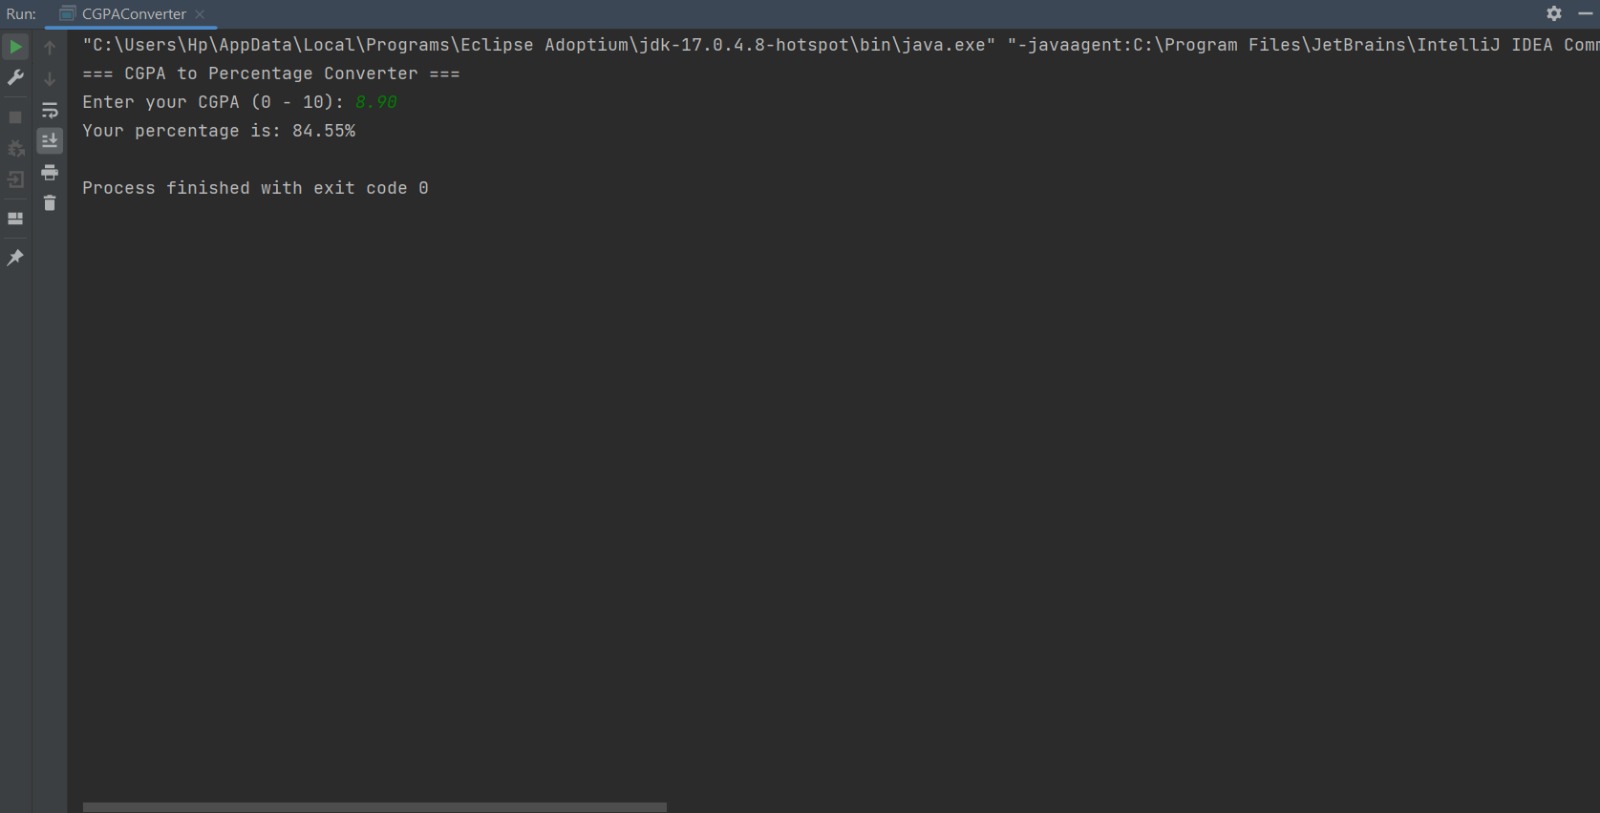 Run: CGPAConverter
"C:\Users\Hp\AppData\Local\Programs\Eclipse Adoptium\jdk-17.0.4.8-hotspot\bin\java.exe" "-javaagent:C:\Program Files\JetBrains\IntelliJ IDEA Com
=== CGPA to Percentage Converter ===
Enter your CGPA (0 - 10): 8.90
Your percentage is: 84.55%
Process finished with exit code 0